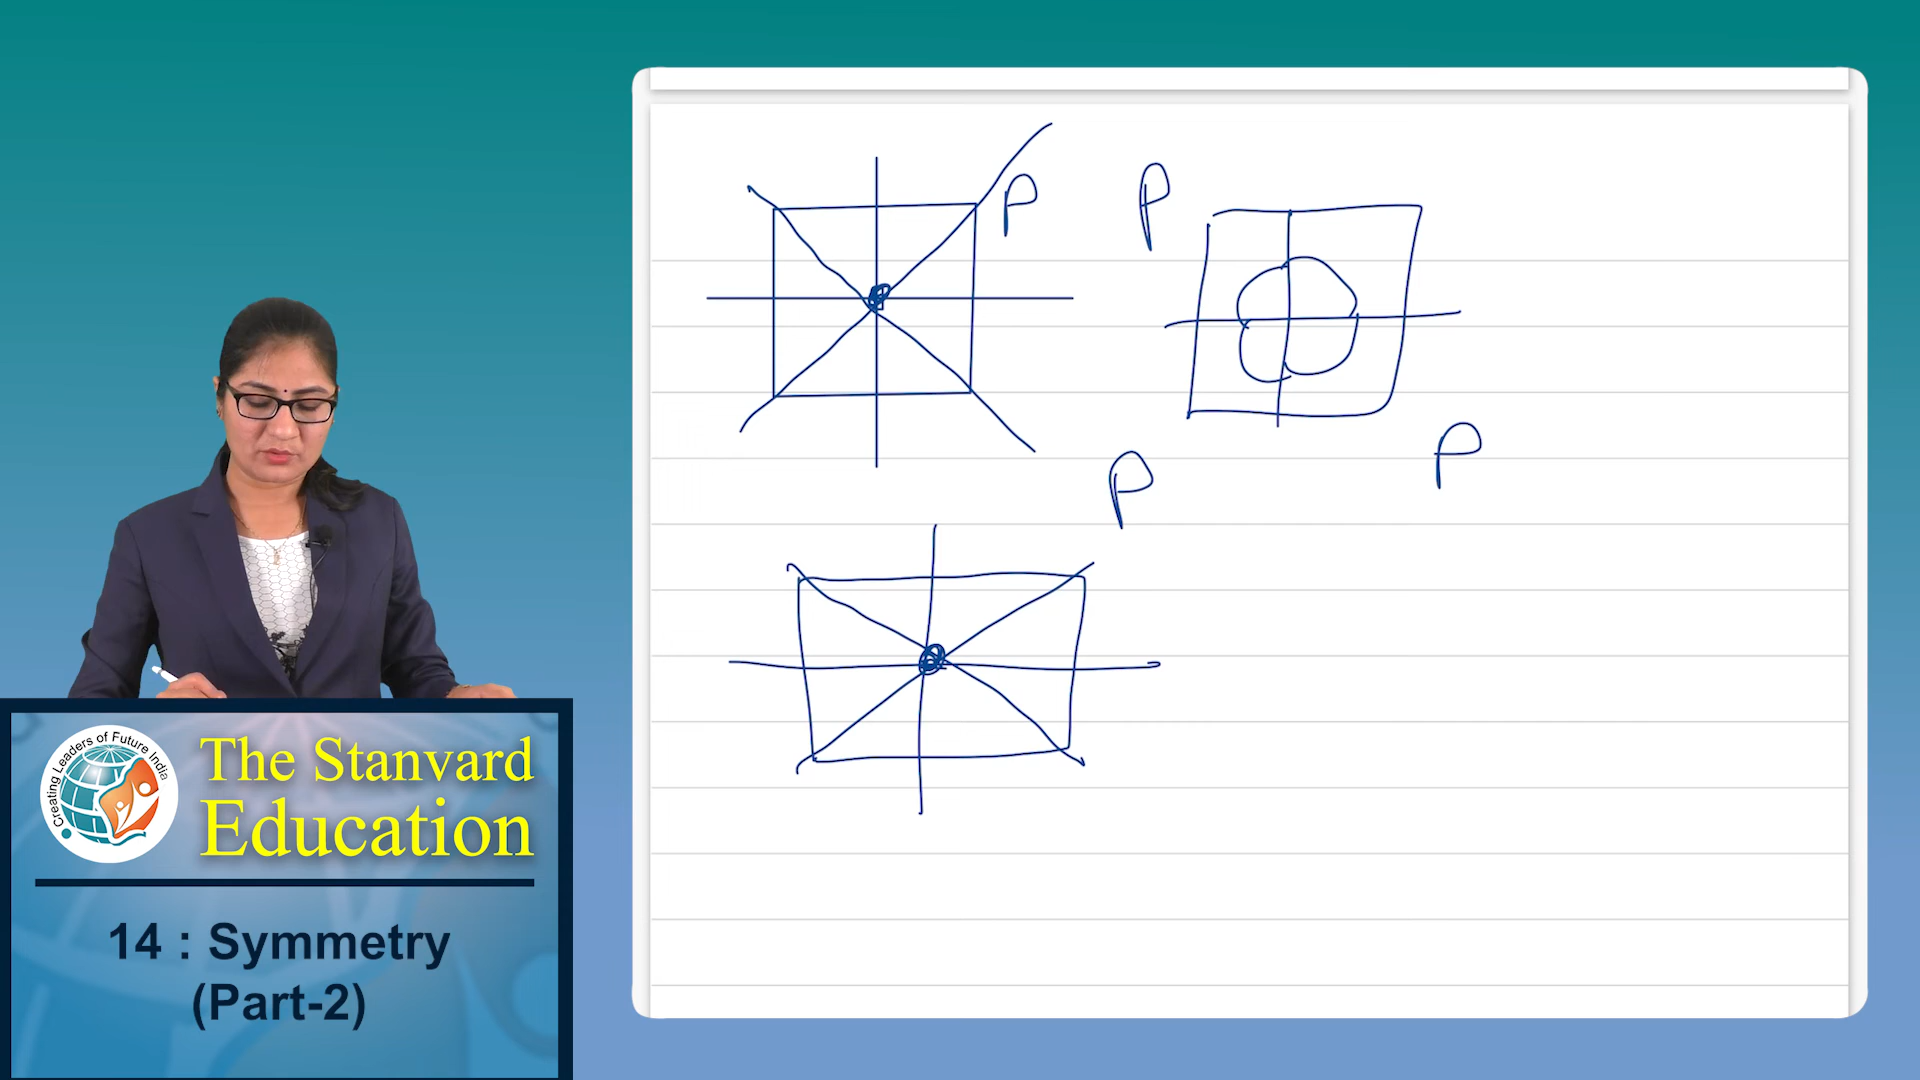 P
P
P
P
Creating Leaders of Future India
The Stanvard
Education
14 : Symmetry
(Part-2)